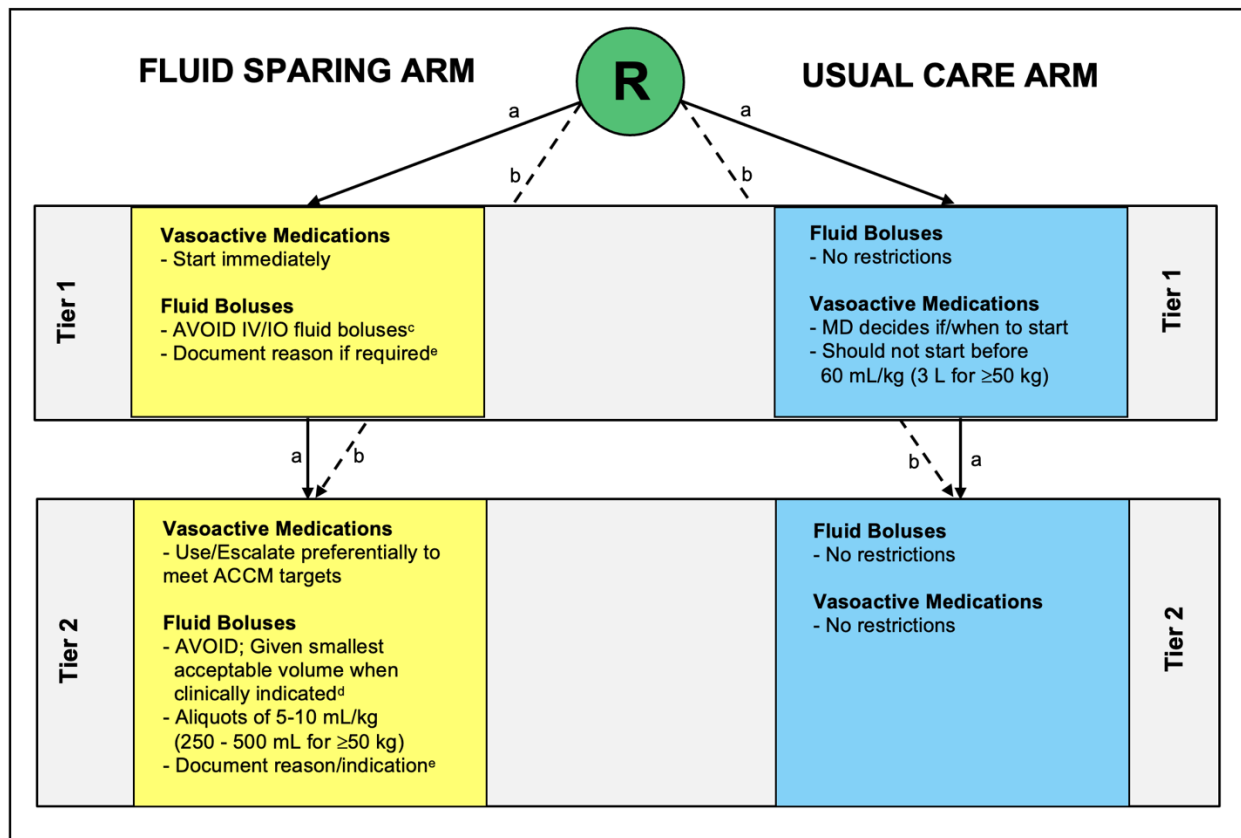 FLUID SPARING ARM
R
USUAL CARE ARM
a
a
b
b
Tier 1
Vasoactive Medications
- Start immediately
Fluid Boluses
- AVOID IV/IO fluid bolusesᶜ
- Document reason if requiredᵉ
Fluid Boluses
- No restrictions
Vasoactive Medications
- MD decides if/when to start
- Should not start before
60 mL/kg (3 L for ≥50 kg)
Tier 1
a
b
b
a
Tier 2
Vasoactive Medications
- Use/Escalate preferentially to
meet ACCM targets
Fluid Boluses
- AVOID; Given smallest
acceptable volume when
clinically indicatedᵈ
- Aliquots of 5-10 mL/kg
(250 - 500 mL for ≥50 kg)
- Document reason/indicationᵉ
Fluid Boluses
- No restrictions
Vasoactive Medications
- No restrictions
Tier 2